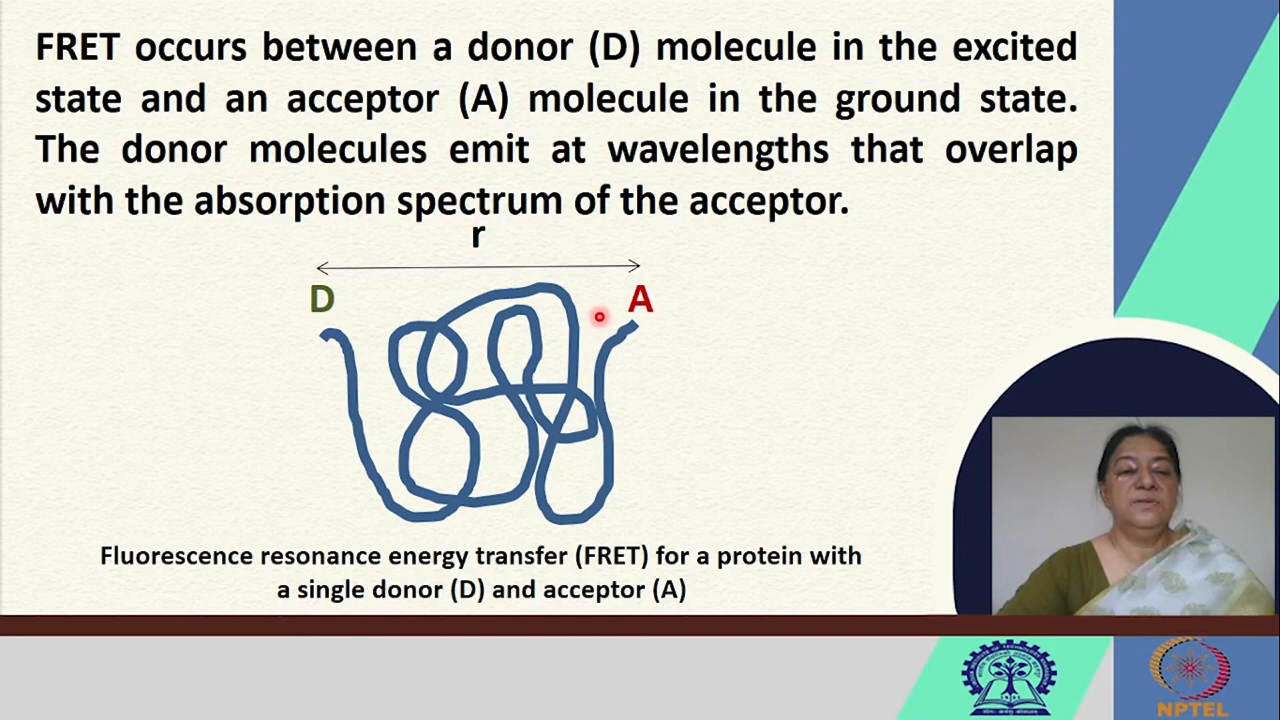 FRET occurs between a donor (D) molecule in the excited
state and an acceptor (A) molecule in the ground state.
The donor molecules emit at wavelengths that overlap
with the absorption spectrum of the acceptor.
r
D
A
Fluorescence resonance energy transfer (FRET) for a protein with
a single donor (D) and acceptor (A)
NPTEL